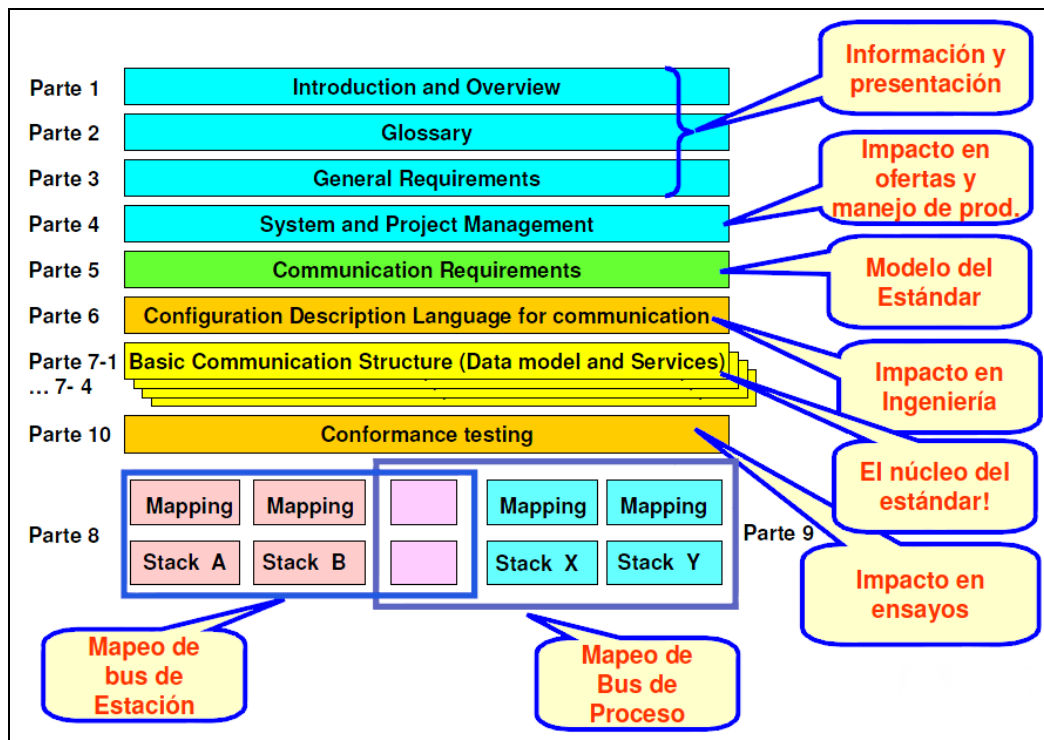 Parte 1
Introduction and Overview
Información y
presentación
Parte 2
Glossary
Parte 3
General Requirements
Impacto en
ofertas y
manejo de prod.
Parte 4
System and Project Management
Parte 5
Communication Requirements
Modelo del
Estándar
Parte 6
Configuration Description Language for communication
Impacto en
Ingeniería
Parte 7-1
... 7- 4
Basic Communication Structure (Data model and Services)
El núcleo del
estándar!
Parte 10
Conformance testing
Impacto en
ensayos
Parte 8
Mapping
Mapping
Mapping
Mapping
Parte 9
Stack A
Stack B
Stack X
Stack Y
Mapeo de
bus de
Estación
Mapeo de
Bus de
Proceso